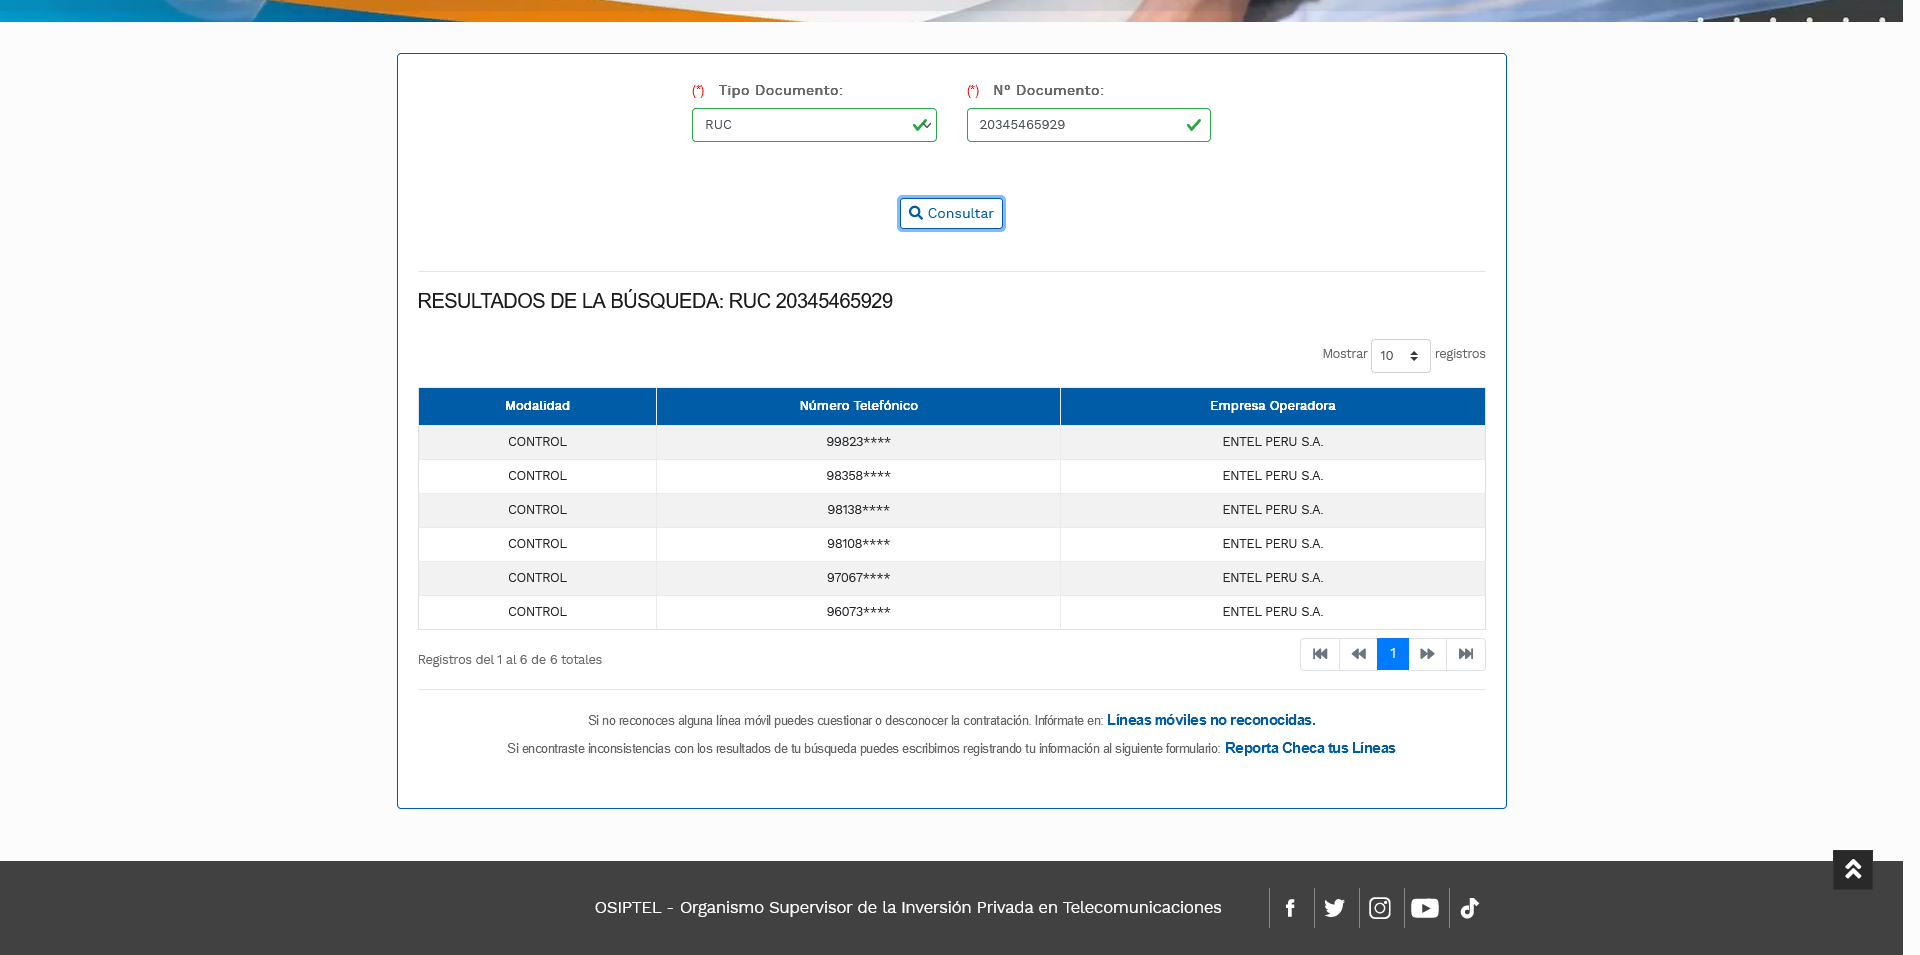 (*) Tipo Documento:
(*) Nº Documento:
RUC
20345465929
Consultar
RESULTADOS DE LA BÚSQUEDA: RUC 20345465929
Mostrar 10 registros
Modalidad Número Telefónico Empresa Operadora
CONTROL 99823**** ENTEL PERU S.A.
CONTROL 98358**** ENTEL PERU S.A.
CONTROL 98138**** ENTEL PERU S.A.
CONTROL 98108**** ENTEL PERU S.A.
CONTROL 97067**** ENTEL PERU S.A.
CONTROL 96073**** ENTEL PERU S.A.
Registros del 1 al 6 de 6 totales
1
Si no reconoces alguna línea móvil puedes cuestionar o desconocer la contratación. Infórmate en: Líneas móviles no reconocidas.
Si encontraste inconsistencias con los resultados de tu búsqueda puedes escribirnos registrando tu información al siguiente formulario: Reporta Checa tus Líneas
OSIPTEL - Organismo Supervisor de la Inversión Privada en Telecomunicaciones